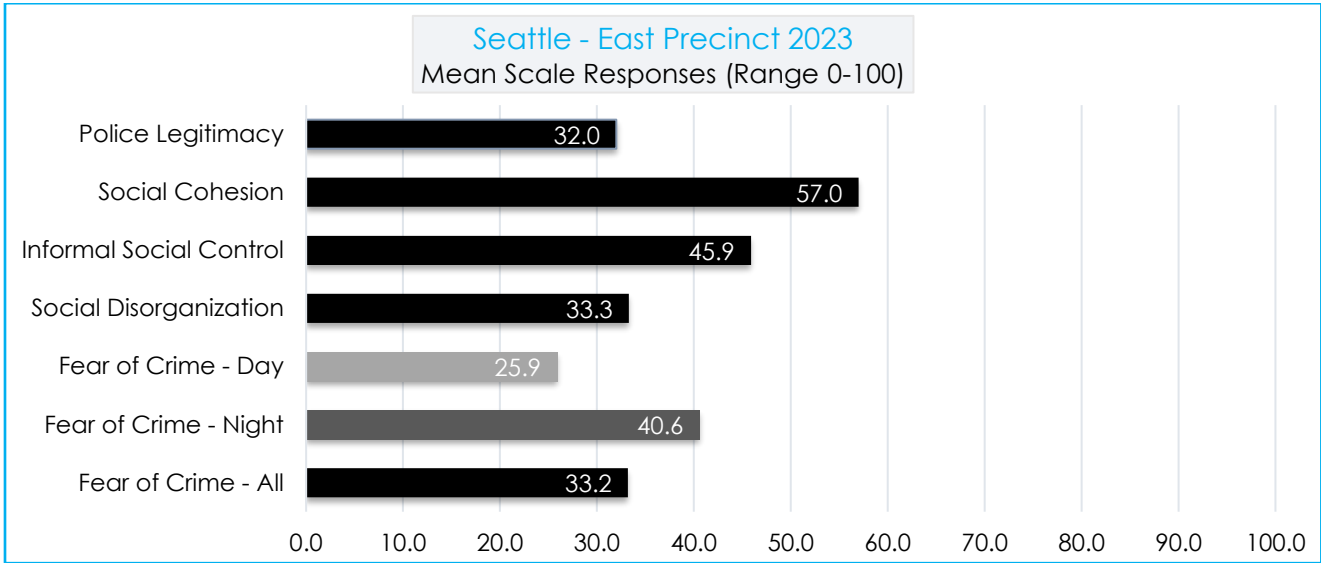 Seattle - East Precinct 2023
Mean Scale Responses (Range 0-100)
Police Legitimacy 32.0
Social Cohesion 57.0
Informal Social Control 45.9
Social Disorganization 33.3
Fear of Crime - Day 25.9
Fear of Crime - Night 40.6
Fear of Crime - All 33.2
0.0 10.0 20.0 30.0 40.0 50.0 60.0 70.0 80.0 90.0 100.0